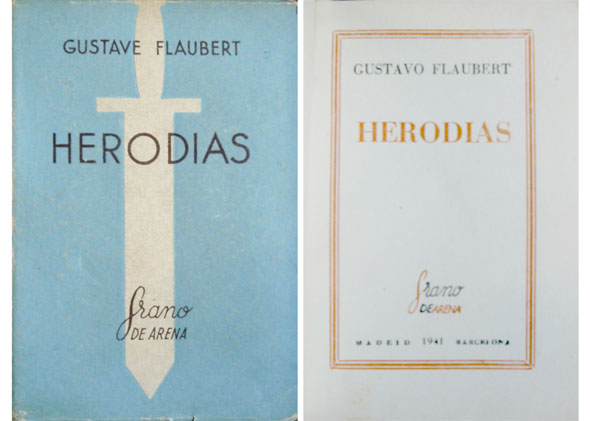 GUSTAVE FLAUBERT
HERODIAS
Grano
DE ARENA
GUSTAVO FLAUBERT
HERODIAS
Grano
DE ARENA
MADRID 1941 BARCELONA